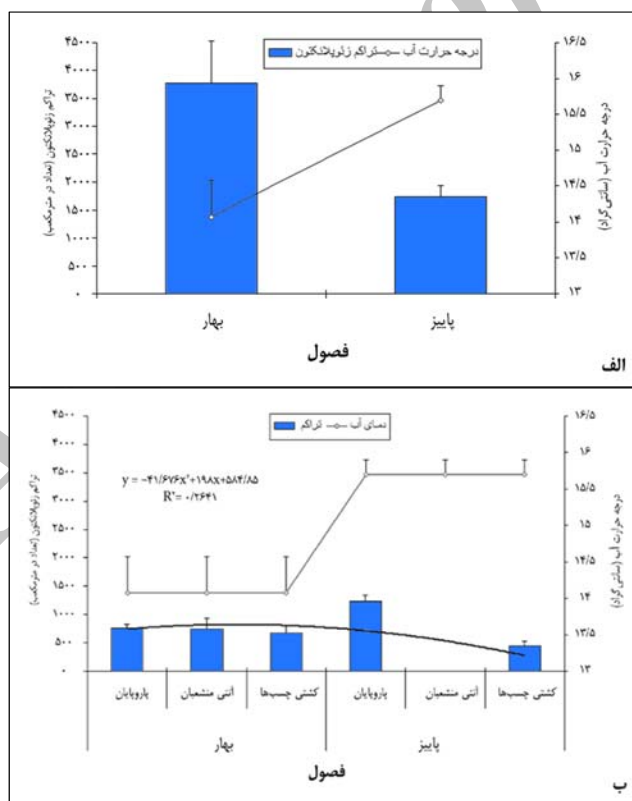 درجه حرارت آب
تراکم زئوپلانکتون
تراکم زئوپلانکتون (تعداد در مترمکعب)
۴۵۰۰
۴۰۰۰
۳۵۰۰
۳۰۰۰
۲۵۰۰
۲۰۰۰
۱۵۰۰
۱۰۰۰
۵۰۰
۰
درجه حرارت آب (سانتی گراد)
۱۶/۵
۱۶
۱۵/۵
۱۵
۱۴/۵
۱۴
۱۳/۵
۱۳
بهار
پاییز
فصول
الف
دمای آب
تراکم
y = -۴۱/۶۷۶x²+۱۹۸x+۵۸۴/۸۵
R²= ۰/۲۶۴۱
تراکم زئوپلانکتون (تعداد در مترمکعب)
۴۵۰۰
۴۰۰۰
۳۵۰۰
۳۰۰۰
۲۵۰۰
۲۰۰۰
۱۵۰۰
۱۰۰۰
۵۰۰
۰
درجه حرارت آب (سانتی گراد)
۱۶/۵
۱۶
۱۵/۵
۱۵
۱۴/۵
۱۴
۱۳/۵
۱۳
پاروپایان
آنتی منشعبان
کشتی چسب‌ها
پاروپایان
آنتی منشعبان
کشتی چسب‌ها
بهار
پاییز
فصول
ب